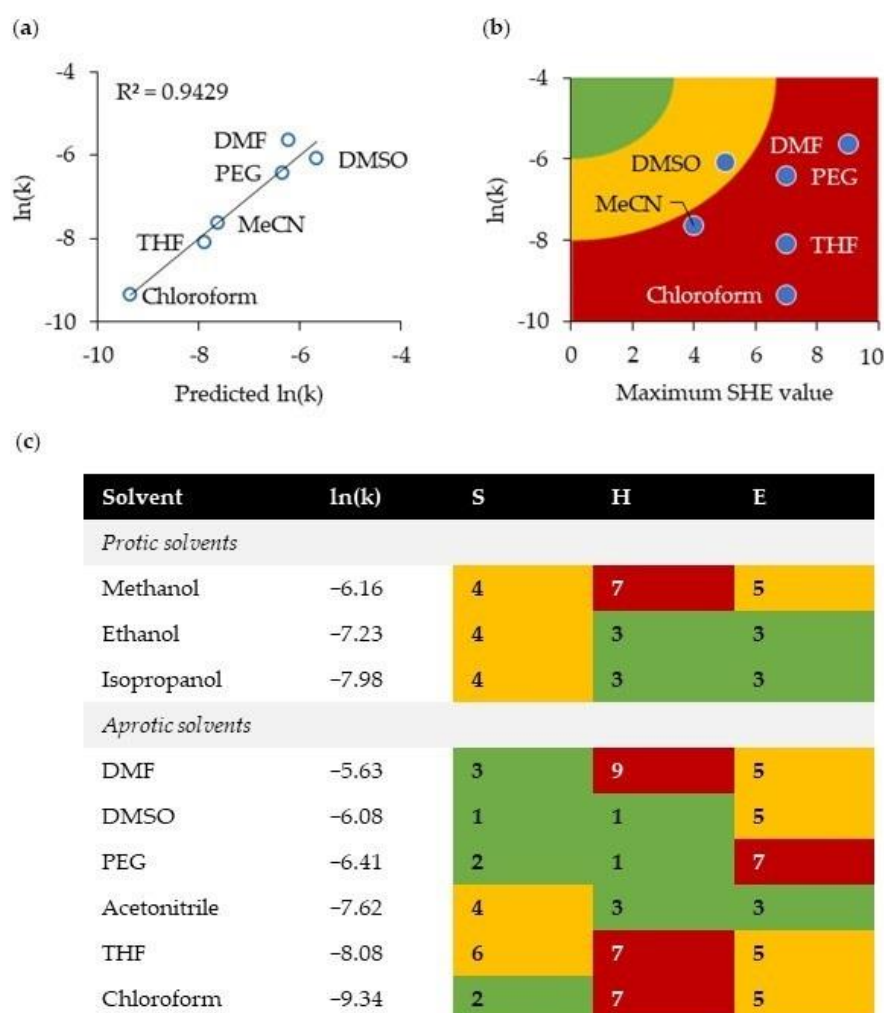 (a)
-4
R² = 0.9429
DMF
-6
DMSO
PEG
ln(k)
MeCN
-8
THF
Chloroform
-10
-10 -8 -6 -4
Predicted ln(k)
(b)
-4
DMF
-6
DMSO
PEG
ln(k)
MeCN
-8
THF
Chloroform
-10
0 2 4 6 8 10
Maximum SHE value
(c)
Solvent ln(k) S H E
Protic solvents
Methanol −6.16 4 7 5
Ethanol −7.23 4 3 3
Isopropanol −7.98 4 3 3
Aprotic solvents
DMF −5.63 3 9 5
DMSO −6.08 1 1 5
PEG −6.41 2 1 7
Acetonitrile −7.62 4 3 3
THF −8.08 6 7 5
Chloroform −9.34 2 7 5